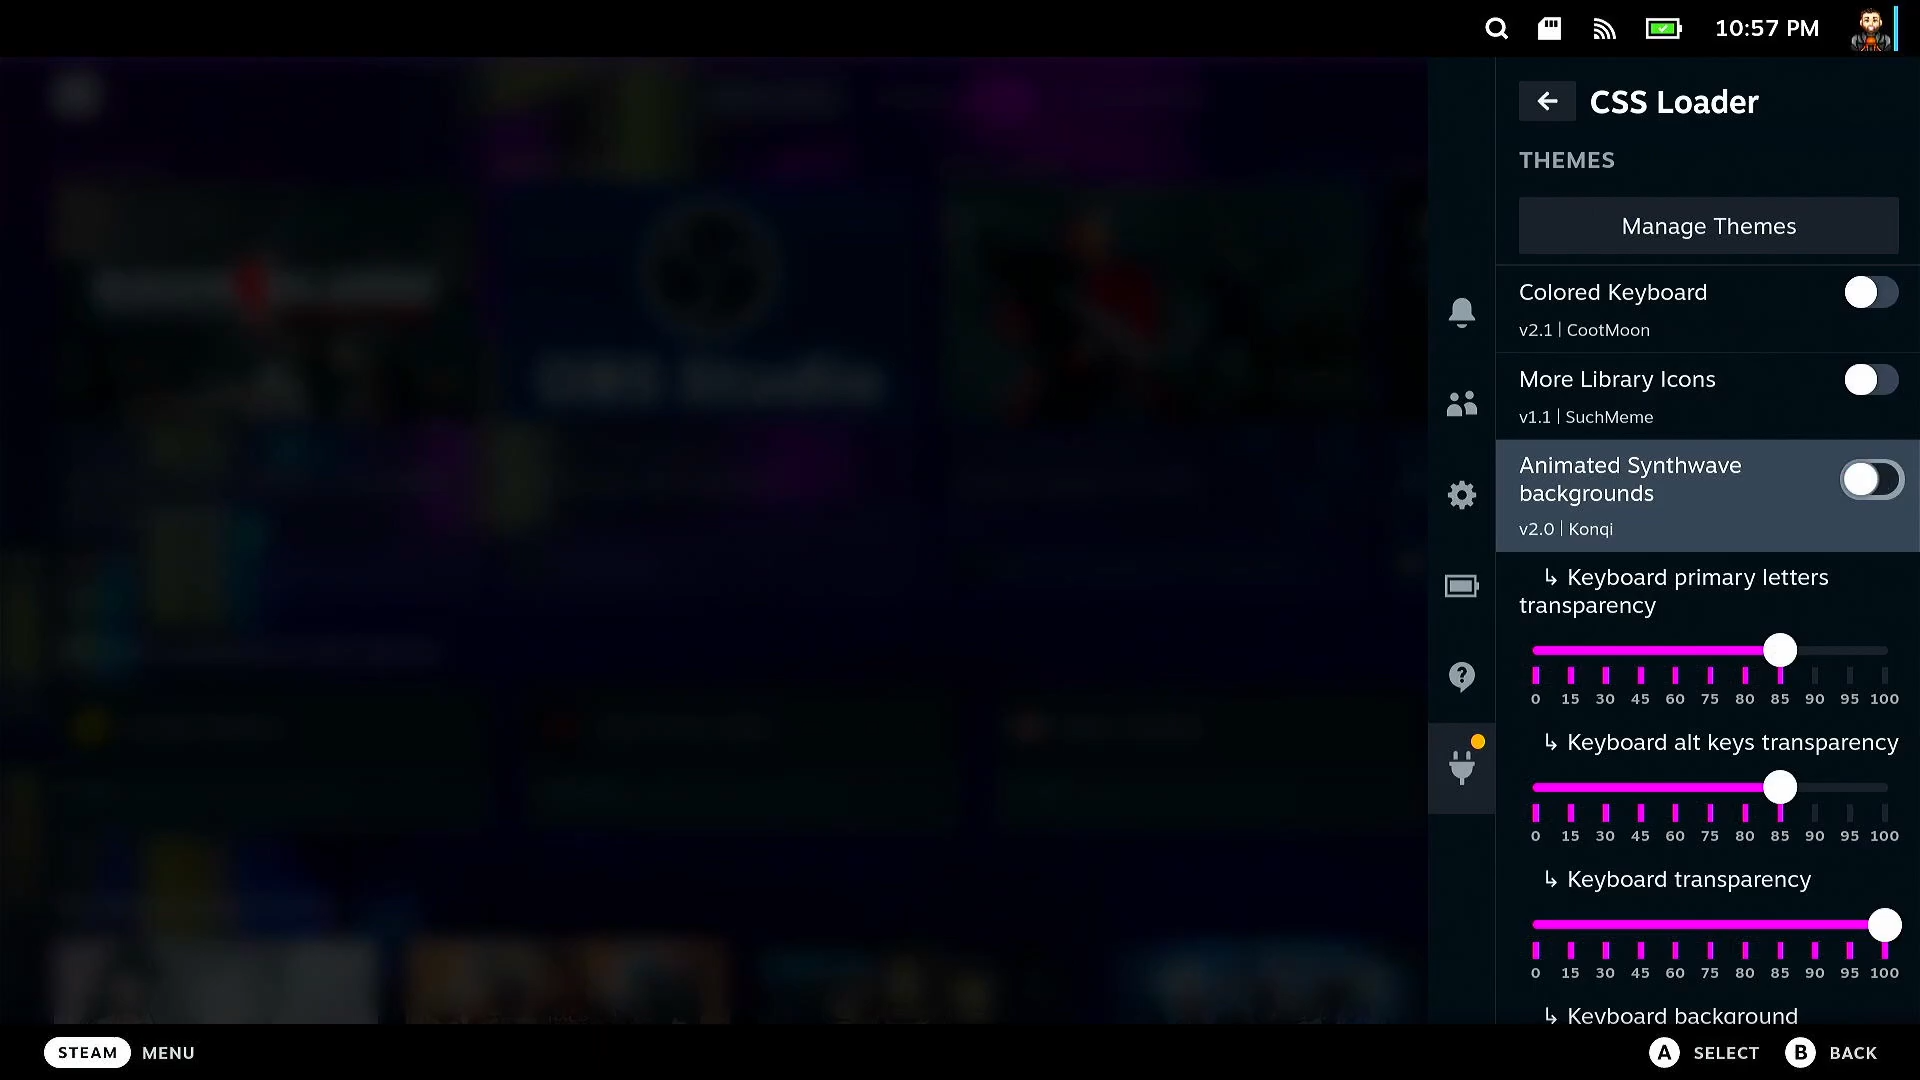 10:57 PM
CSS Loader
THEMES
Manage Themes
Colored Keyboard
v2.1 | CootMoon
More Library Icons
v1.1 | SuchMeme
Animated Synthwave
backgrounds
v2.0 | Konqi
↳ Keyboard primary letters
transparency
0 15 30 45 60 75 80 85 90 95 100
↳ Keyboard alt keys transparency
0 15 30 45 60 75 80 85 90 95 100
↳ Keyboard transparency
0 15 30 45 60 75 80 85 90 95 100
↳ Keyboard background
STEAM MENU
A SELECT B BACK